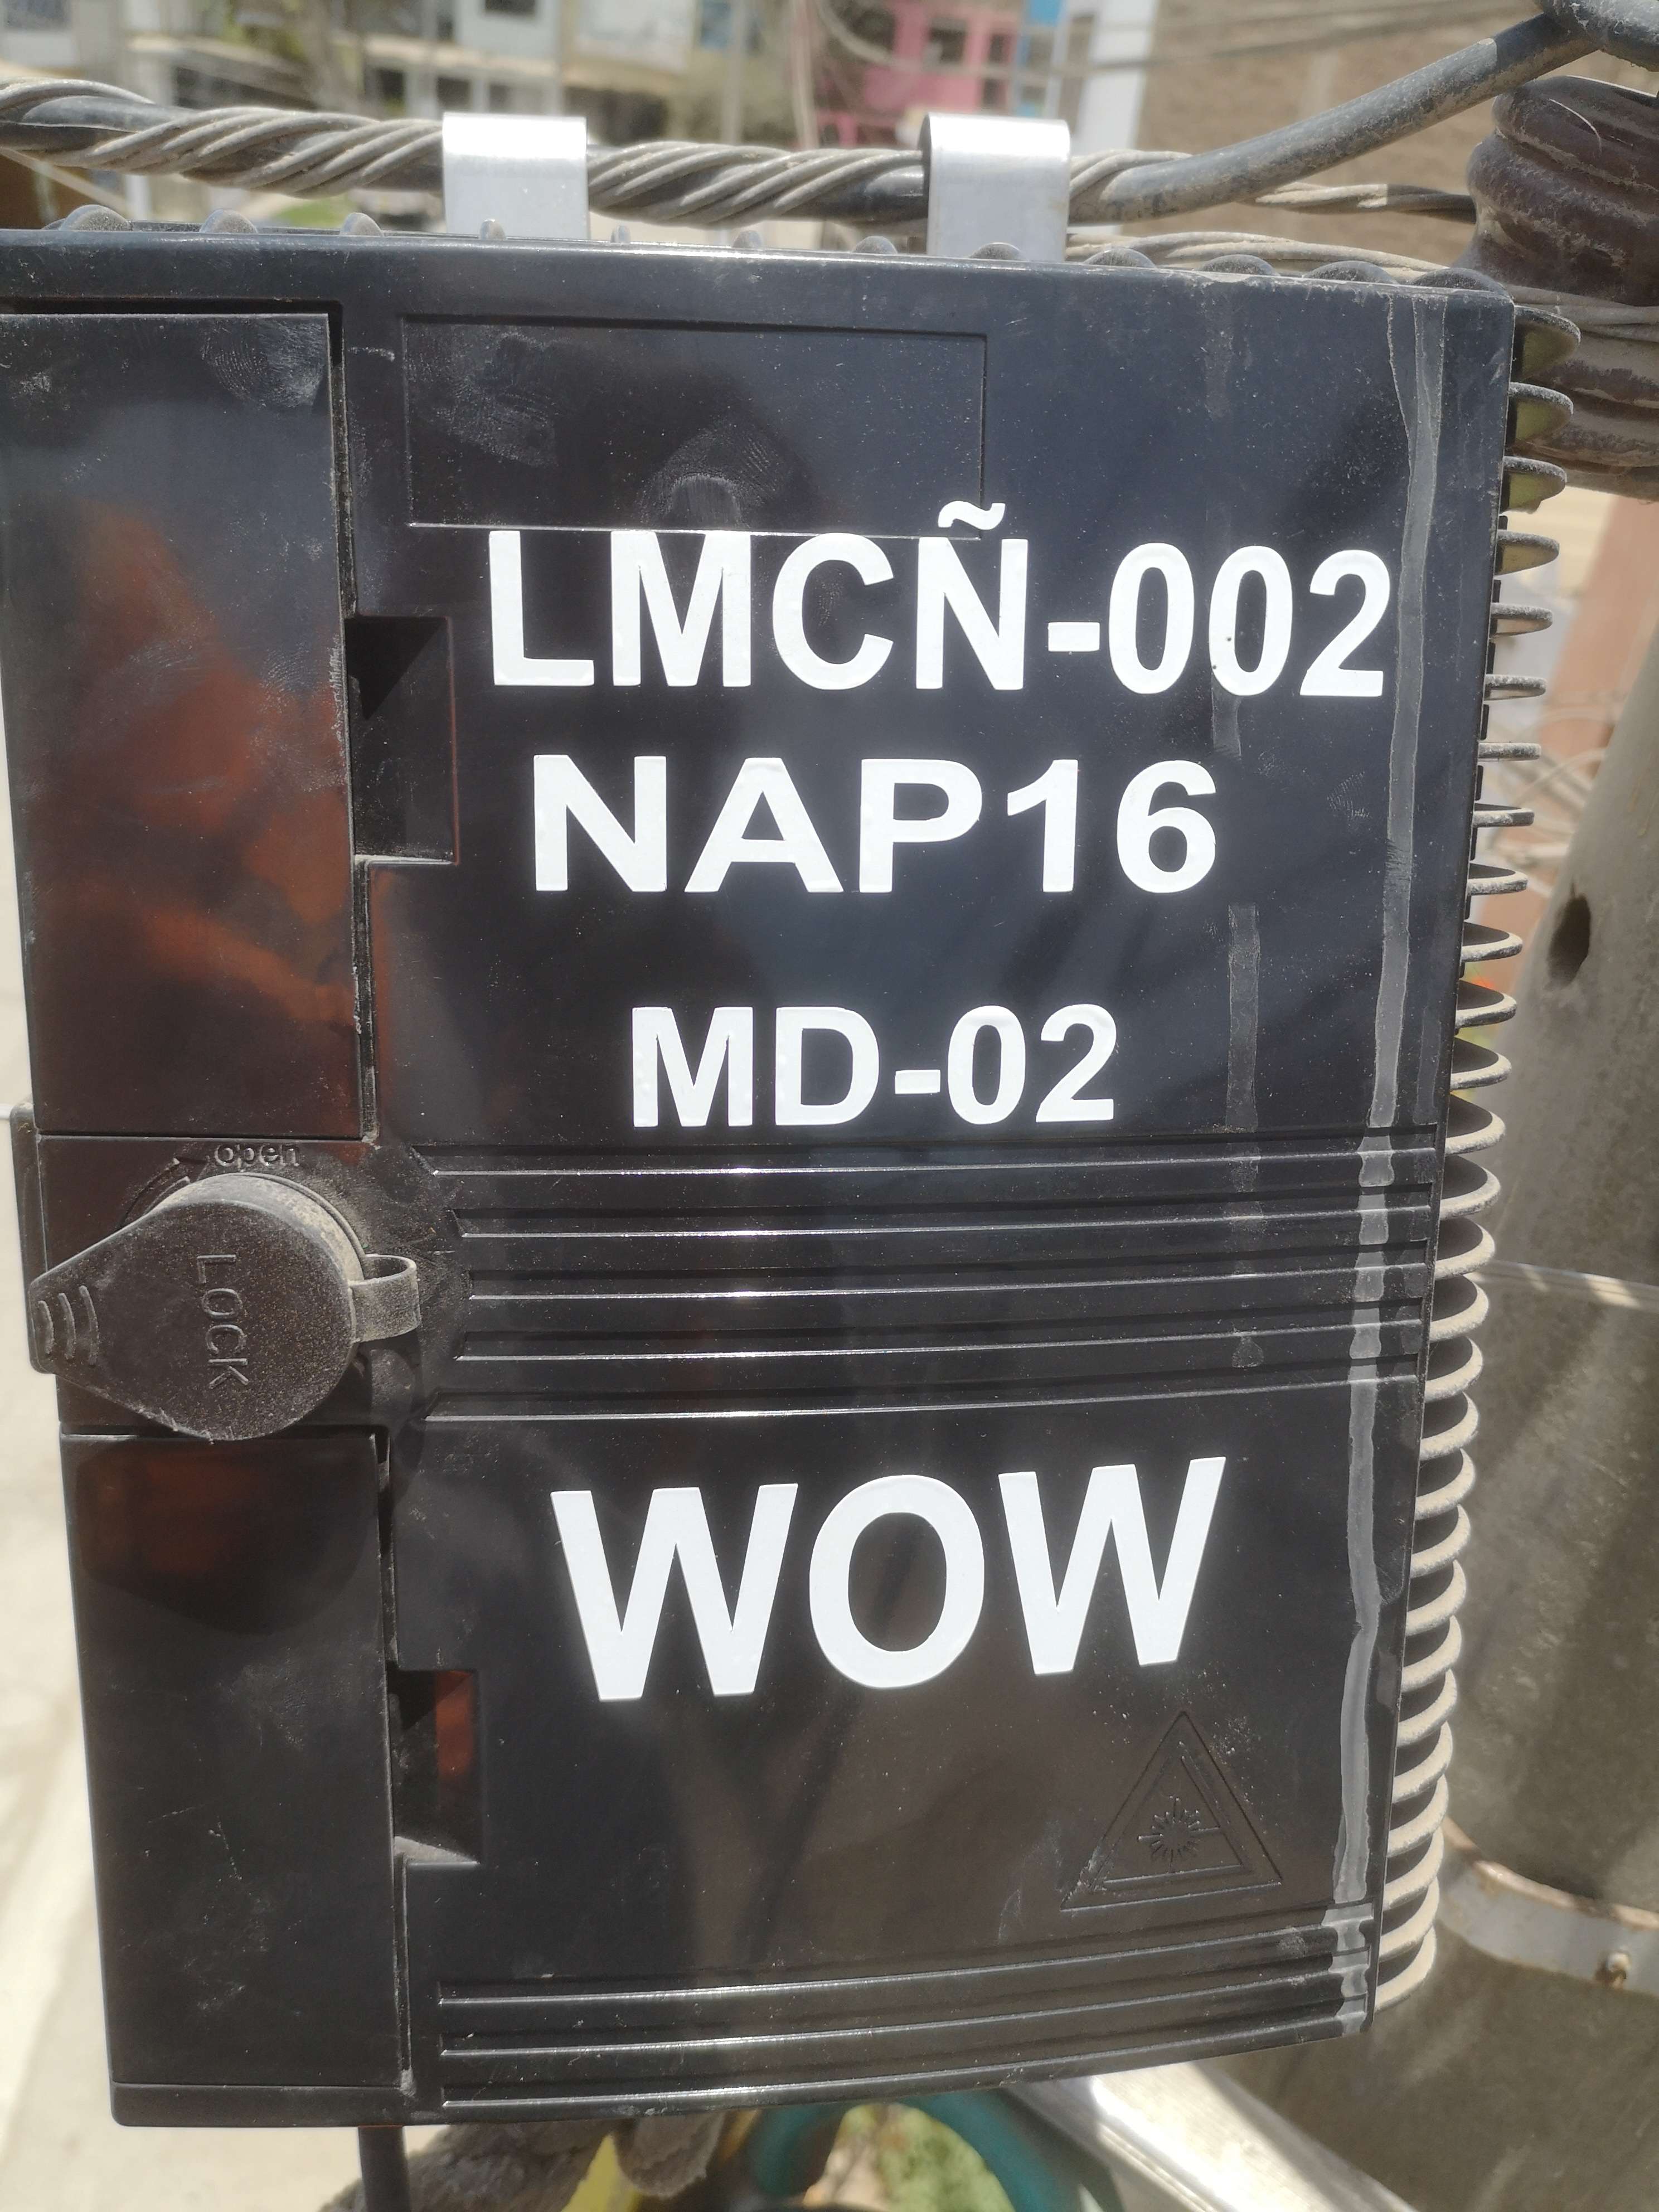 LMCÑ-002
NAP16
MD-02
open
LOCK
WOW